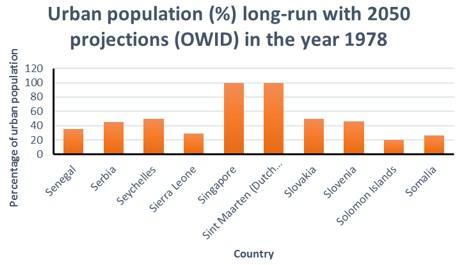 Urban population (%) long-run with 2050
projections (OWID) in the year 1978
Percentage of urban population
120
100
80
60
40
20
0
Senegal
Serbia
Seychelles
Sierra Leone
Singapore
Sint Maarten (Dutch...
Slovakia
Slovenia
Solomon Islands
Somalia
Country